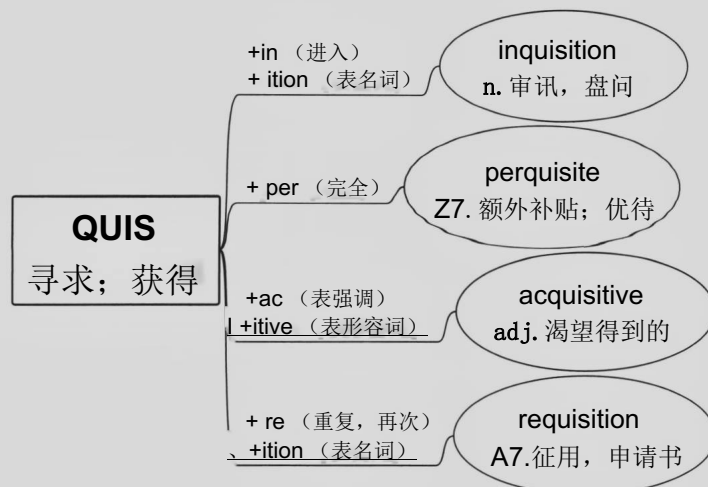 +in （进入）
+ ition （表名词）
inquisition
n. 审讯，盘问
+ per （完全）
perquisite
Z7. 额外补贴；优待
QUIS
寻求；获得
+ac （表强调）
l +itive （表形容词）
acquisitive
adj. 渴望得到的
+ re （重复，再次）
、+ition （表名词）
requisition
A7.征用，申请书